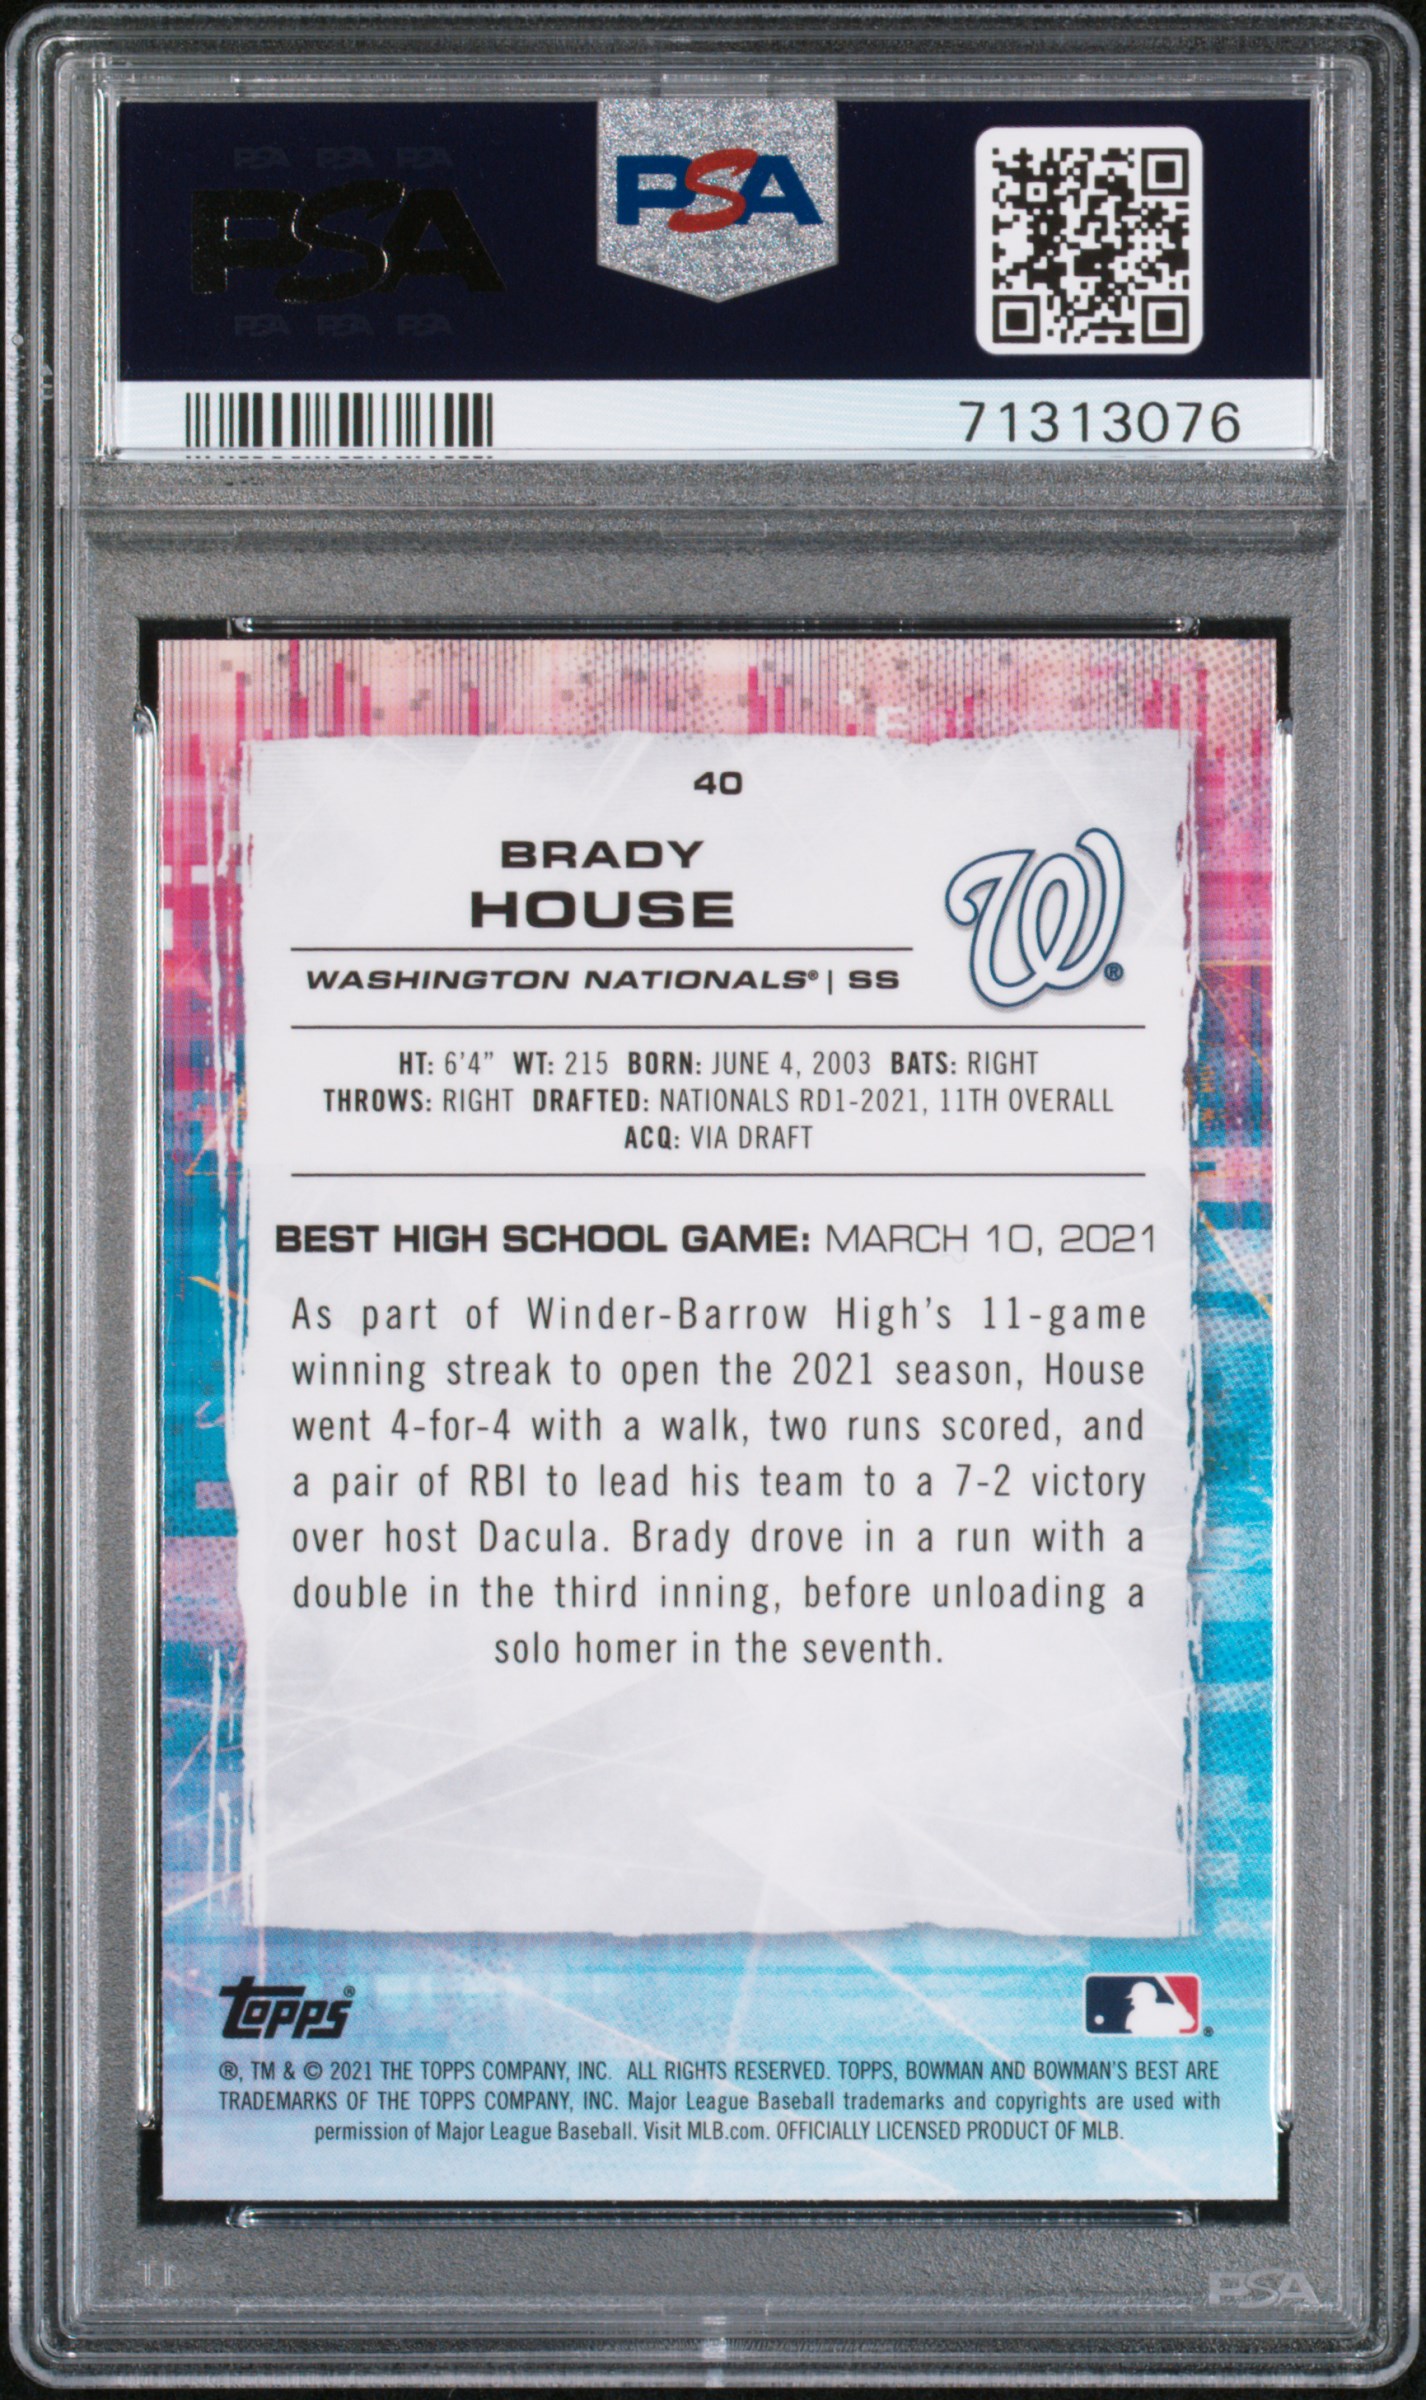 PSA PSA PSA
PSA
PSA PSA PSA
PSA
71313076
40
BRADY
HOUSE
W®
WASHINGTON NATIONALS® | SS
HT: 6'4" WT: 215 BORN: JUNE 4, 2003 BATS: RIGHT
THROWS: RIGHT DRAFTED: NATIONALS RD1-2021, 11TH OVERALL
ACQ: VIA DRAFT
BEST HIGH SCHOOL GAME: MARCH 10, 2021
As part of Winder-Barrow High's 11-game
winning streak to open the 2021 season, House
went 4-for-4 with a walk, two runs scored, and
a pair of RBI to lead his team to a 7-2 victory
over host Dacula. Brady drove in a run with a
double in the third inning, before unloading a
solo homer in the seventh.
topps®
®, TM & © 2021 THE TOPPS COMPANY, INC. ALL RIGHTS RESERVED. TOPPS, BOWMAN AND BOWMAN'S BEST ARE
TRADEMARKS OF THE TOPPS COMPANY, INC. Major League Baseball trademarks and copyrights are used with
permission of Major League Baseball. Visit MLB.com. OFFICIALLY LICENSED PRODUCT OF MLB.
PSA